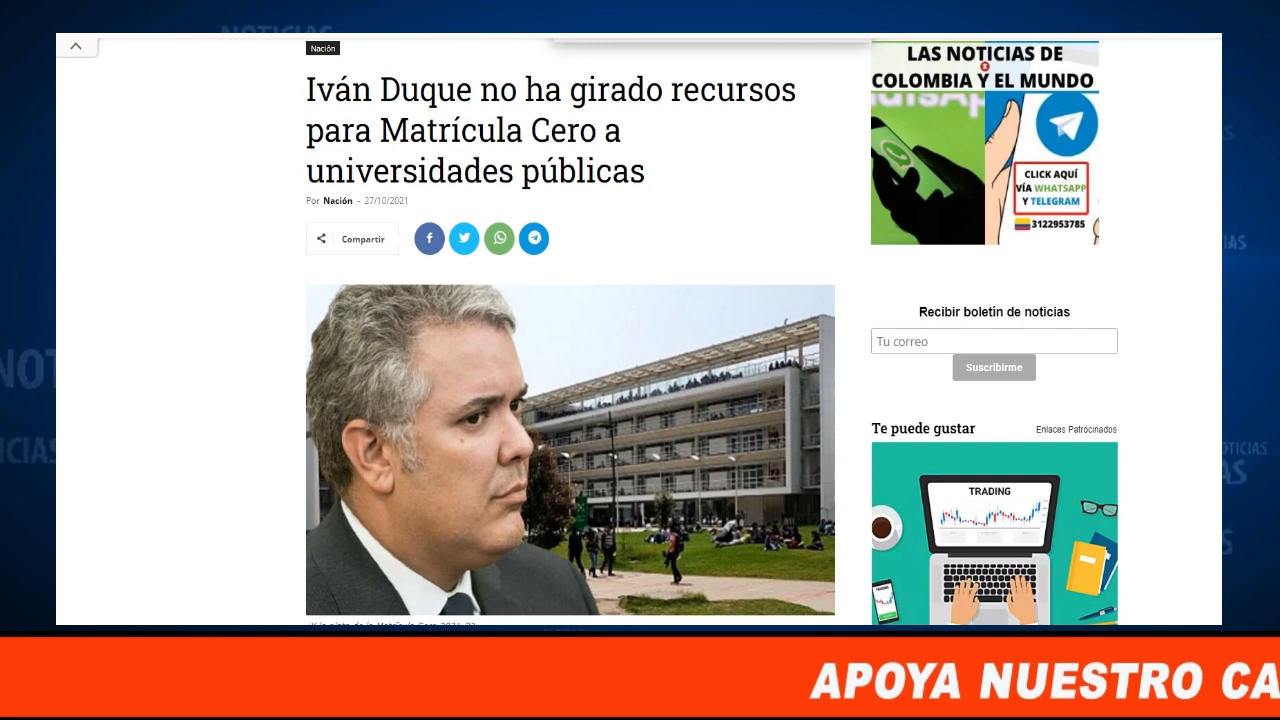 NOTICIAS
Nación
Iván Duque no ha girado recursos
para Matrícula Cero a
universidades públicas
Por Nación - 27/10/2021
Compartir
LAS NOTICIAS DE
COLOMBIA Y EL MUNDO
CLICK AQUÍ
VÍA WHATSAPP
Y TELEGRAM
3122953785
Recibir boletín de noticias
Tu correo
Suscribirme
Te puede gustar
Enlaces Patrocinados
TRADING
APOYA NUESTRO CA